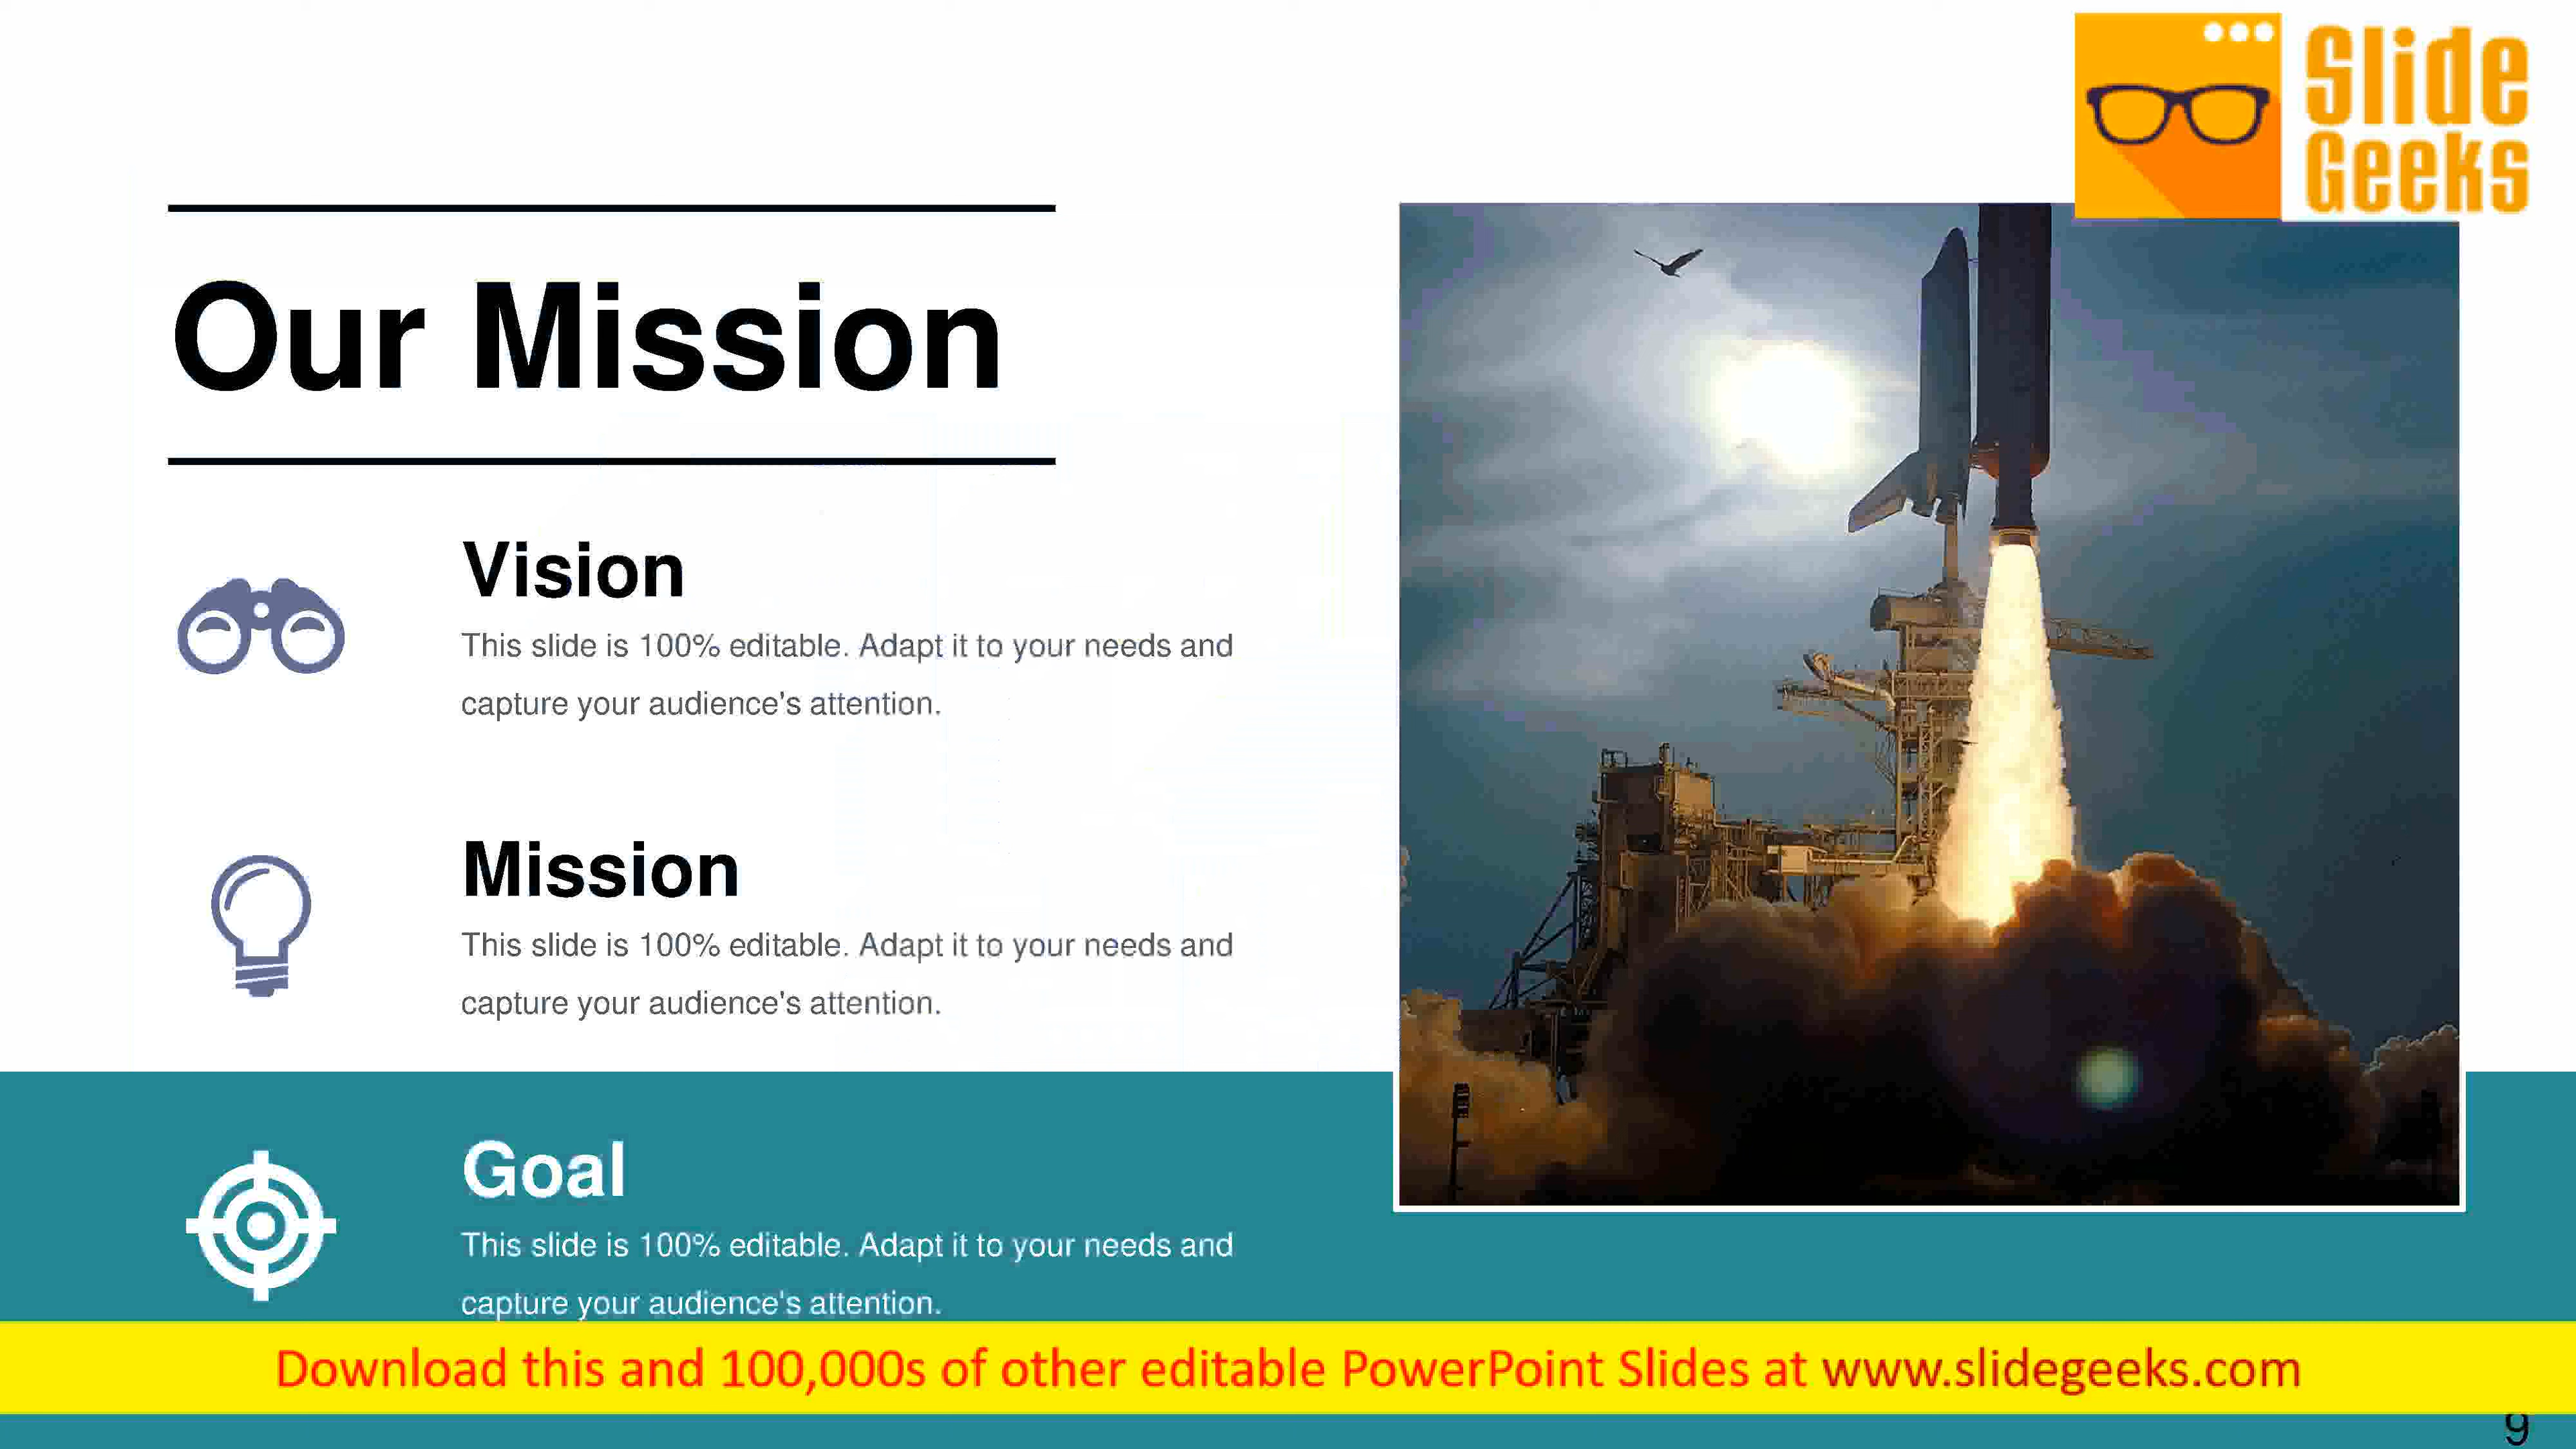 Slide
Geeks
Our Mission
Vision
This slide is 100% editable. Adapt it to your needs and
capture your audience's attention.
Mission
This slide is 100% editable. Adapt it to your needs and
capture your audience's attention.
Goal
This slide is 100% editable. Adapt it to your needs and
capture your audience's attention.
Download this and 100,000s of other editable PowerPoint Slides at www.slidegeeks.com
9